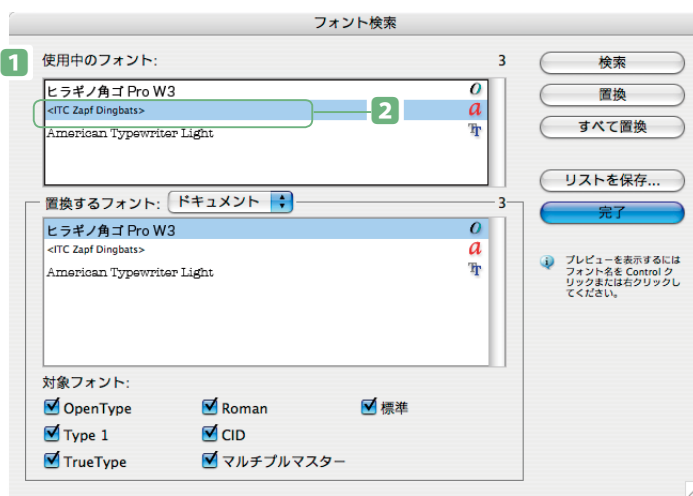 フォント検索
1 使用中のフォント: 3
ヒラギノ角ゴ Pro W3 O
<ITC Zapf Dingbats> 2 a
American Typewriter Light Tr
検索
置換
すべて置換
リストを保存...
完了
置換するフォント: ドキュメント 3
ヒラギノ角ゴ Pro W3 O
<ITC Zapf Dingbats> a
American Typewriter Light Tr
プレビューを表示するには
フォント名を Control ク
リックまたは右クリックし
てください。
対象フォント:
OpenType Roman 標準
Type 1 CID
TrueType マルチプルマスター